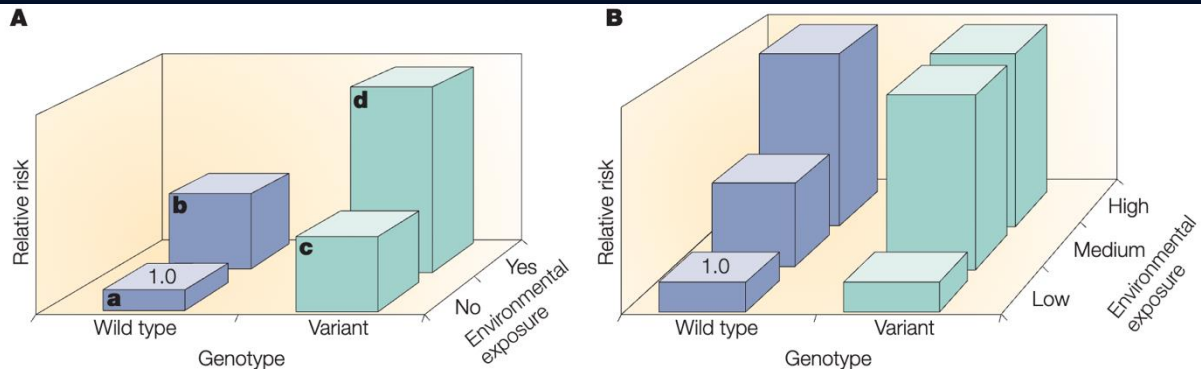 A
Relative risk
a
1.0
b
c
d
Wild type
Variant
Genotype
No
Yes
Environmental
exposure
B
Relative risk
1.0
Wild type
Variant
Genotype
Low
Medium
High
Environmental
exposure